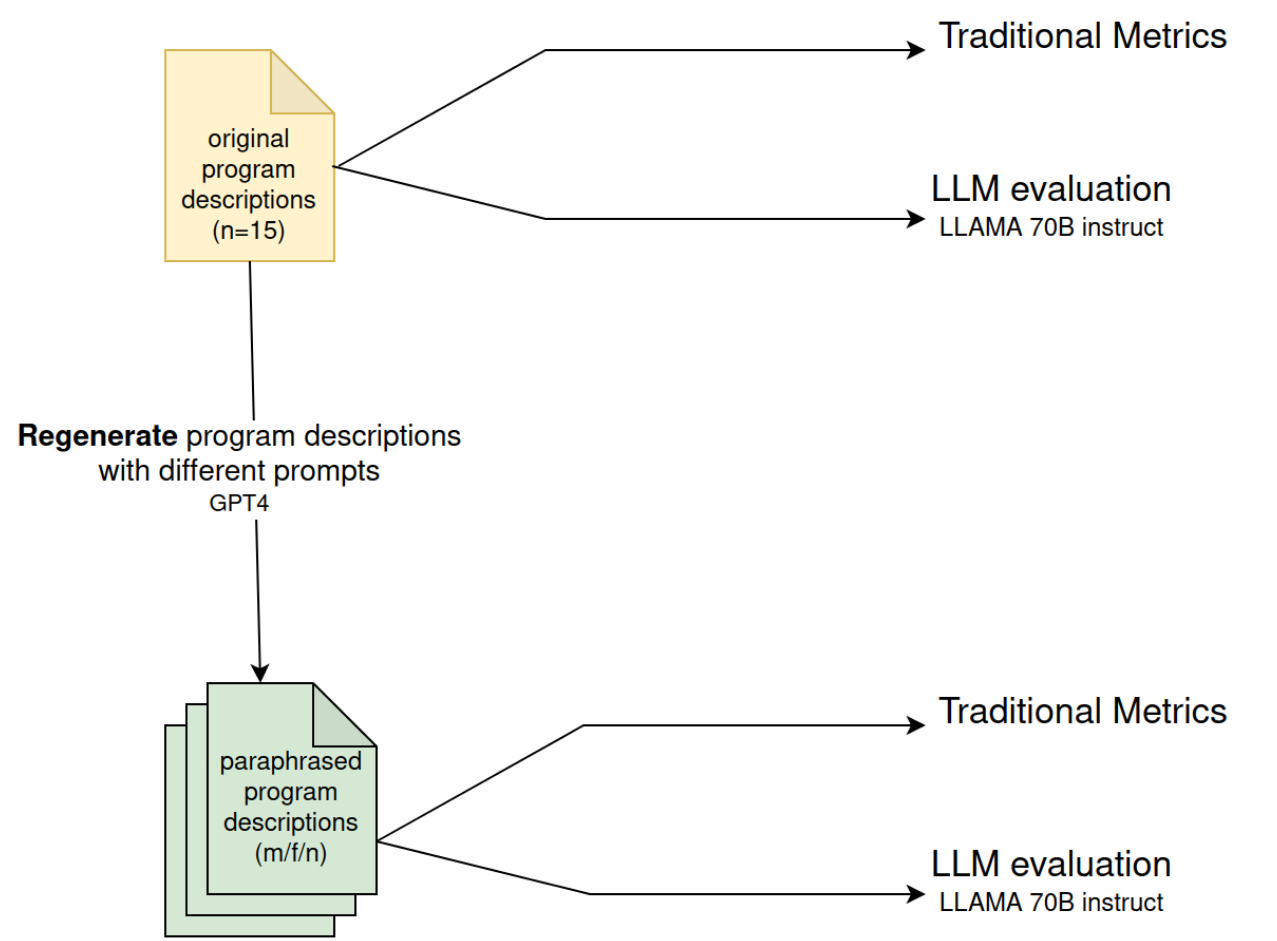 Traditional Metrics
original
program
descriptions
(n=15)
LLM evaluation
LLAMA 70B instruct
Regenerate program descriptions
with different prompts
GPT4
paraphrased
program
descriptions
(m/f/n)
Traditional Metrics
LLM evaluation
LLAMA 70B instruct